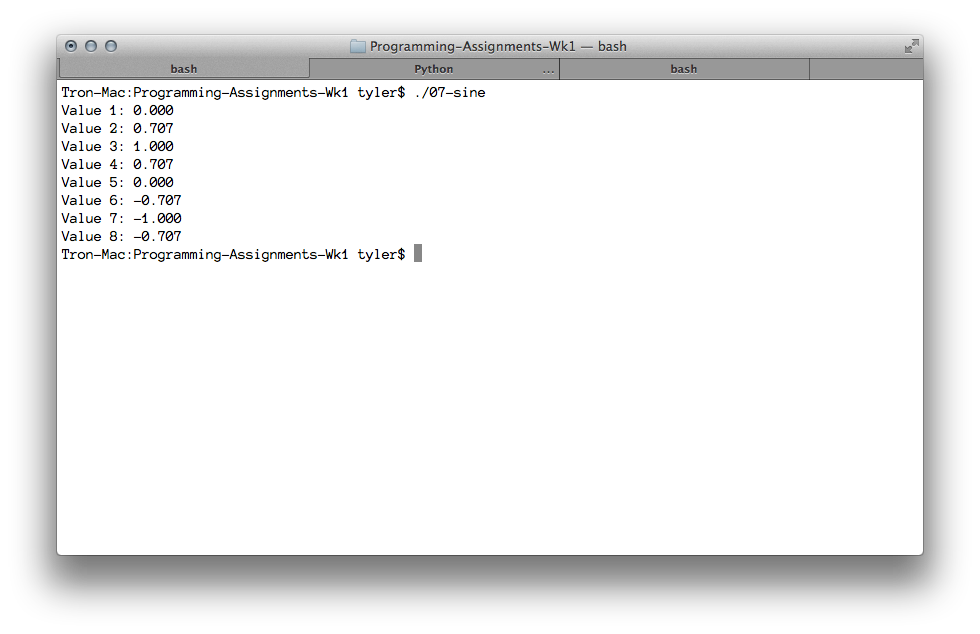 Programming-Assignments-Wk1 — bash
bash Python ... bash
Tron-Mac:Programming-Assignments-Wk1 tyler$ ./07-sine
Value 1: 0.000
Value 2: 0.707
Value 3: 1.000
Value 4: 0.707
Value 5: 0.000
Value 6: -0.707
Value 7: -1.000
Value 8: -0.707
Tron-Mac:Programming-Assignments-Wk1 tyler$